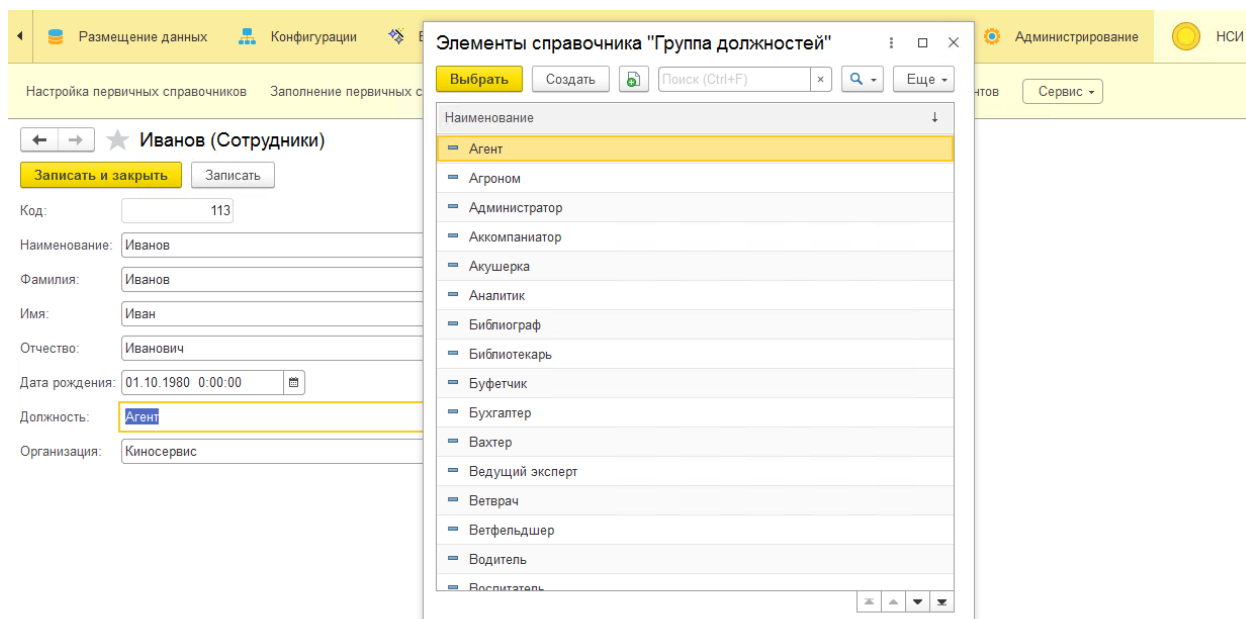 Размещение данных
Конфигурации
Администрирование
НСИ
Настройка первичных справочников
Заполнение первичных с
нтов
Сервис
Иванов (Сотрудники)
Записать и закрыть
Записать
Код: 113
Наименование: Иванов
Фамилия: Иванов
Имя: Иван
Отчество: Иванович
Дата рождения: 01.10.1980 0:00:00
Должность: Агент
Организация: Киносервис
Элементы справочника "Группа должностей"
Выбрать
Создать
Поиск (Ctrl+F)
×
Еще
Наименование
Агент
Агроном
Администратор
Аккомпаниатор
Акушерка
Аналитик
Библиограф
Библиотекарь
Буфетчик
Бухгалтер
Вахтер
Ведущий эксперт
Ветврач
Ветфельдшер
Водитель
Воспитатель